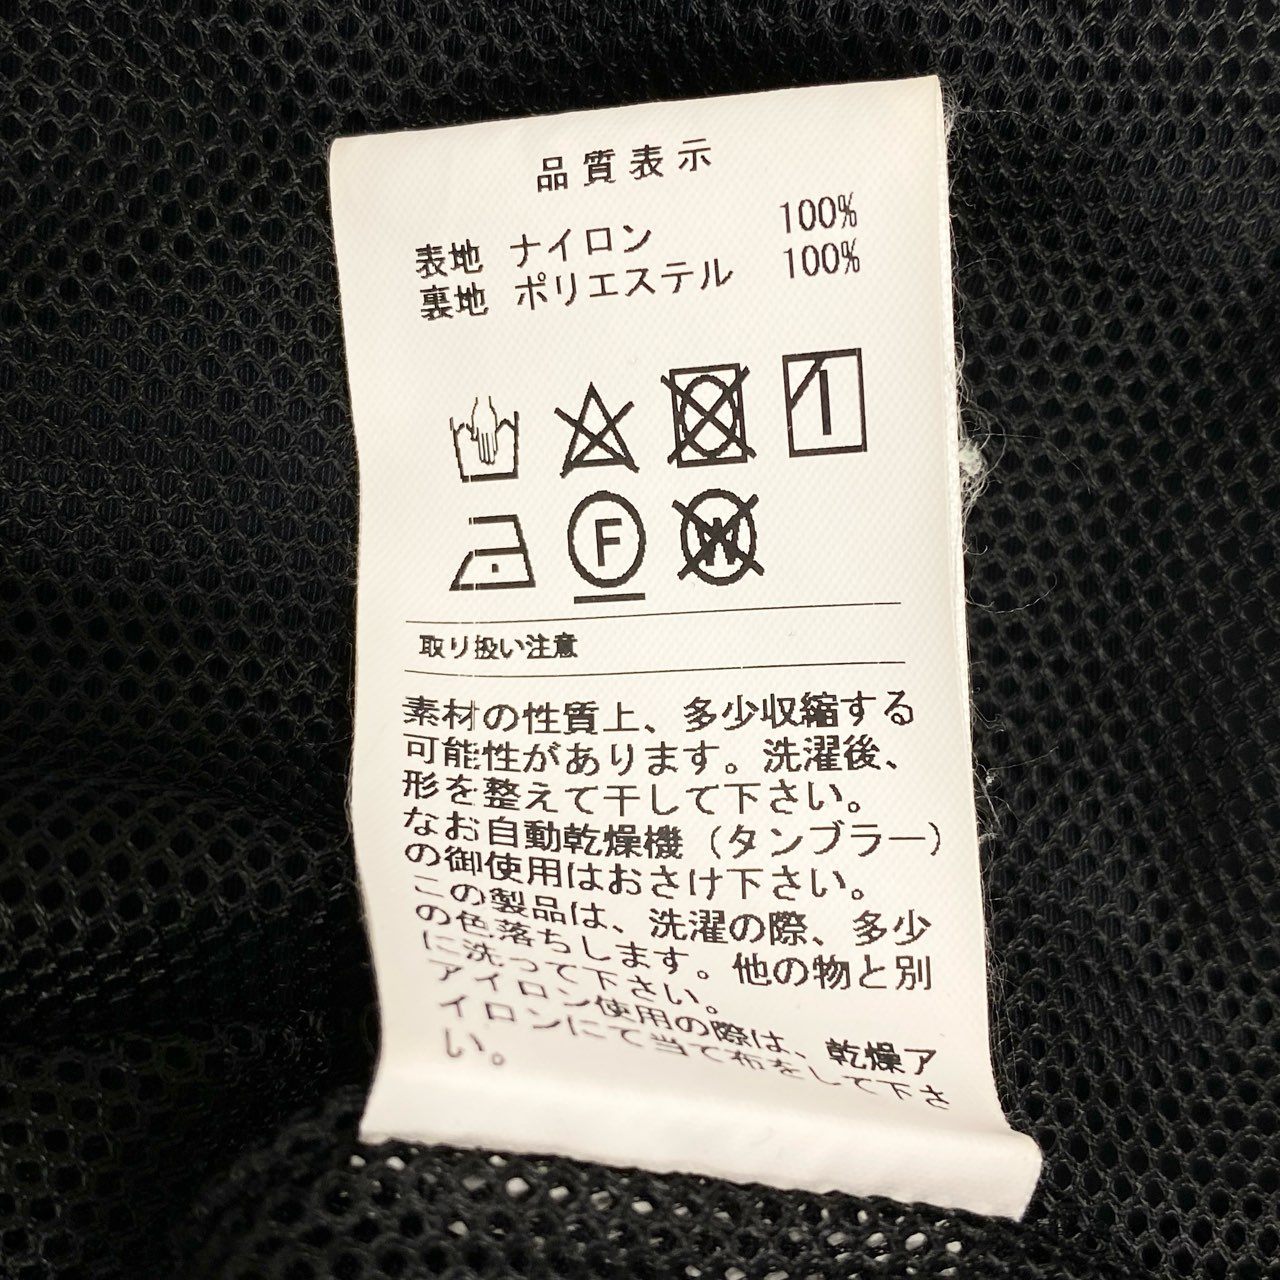 品質表示
表地 ナイロン 100%
裏地 ポリエステル 100%
F
W
取り扱い注意
素材の性質上、多少収縮する
可能性があります。洗濯後、
形を整えて干して下さい。
なお自動乾燥機(タンブラー)
の御使用はおさけ下さい。
この製品は、洗濯の際、多少
の色落ちします。他の物と別
に洗って下さい。
アイロン使用の際は、乾燥ア
イロンにて当て布をして下さ
い。